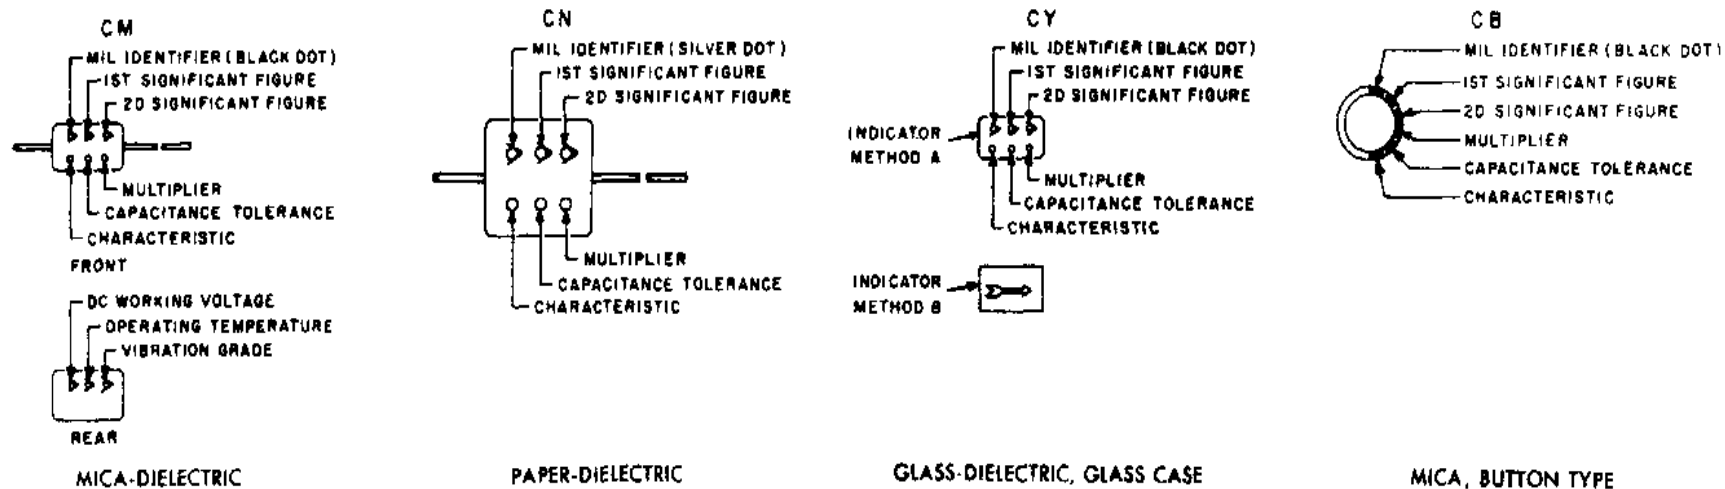 CM
MIL IDENTIFIER (BLACK DOT)
1ST SIGNIFICANT FIGURE
2D SIGNIFICANT FIGURE
MULTIPLIER
CAPACITANCE TOLERANCE
CHARACTERISTIC
FRONT
DC WORKING VOLTAGE
OPERATING TEMPERATURE
VIBRATION GRADE
REAR
MICA-DIELECTRIC
CN
MIL IDENTIFIER (SILVER DOT)
1ST SIGNIFICANT FIGURE
2D SIGNIFICANT FIGURE
MULTIPLIER
CAPACITANCE TOLERANCE
CHARACTERISTIC
PAPER-DIELECTRIC
CY
MIL IDENTIFIER (BLACK DOT)
1ST SIGNIFICANT FIGURE
2D SIGNIFICANT FIGURE
INDICATOR
METHOD A
MULTIPLIER
CAPACITANCE TOLERANCE
CHARACTERISTIC
INDICATOR
METHOD B
GLASS-DIELECTRIC, GLASS CASE
CB
MIL IDENTIFIER (BLACK DOT)
1ST SIGNIFICANT FIGURE
2D SIGNIFICANT FIGURE
MULTIPLIER
CAPACITANCE TOLERANCE
CHARACTERISTIC
MICA, BUTTON TYPE